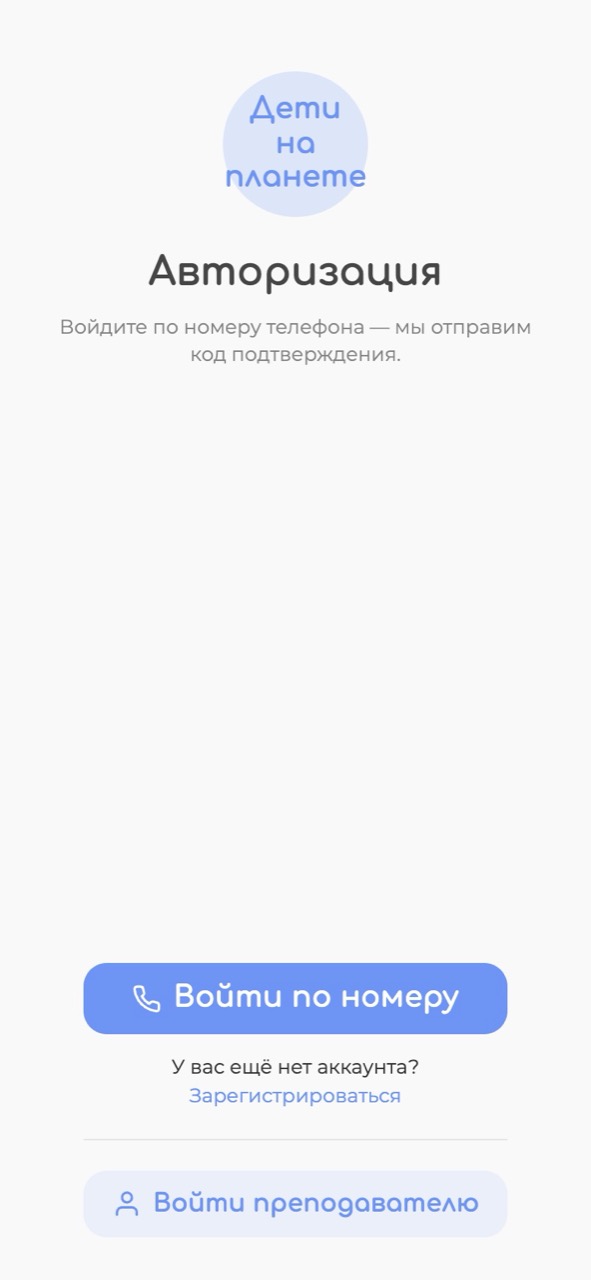 Дети
на
планете
Авторизация
Войдите по номеру телефона — мы отправим
код подтверждения.
Войти по номеру
У вас ещё нет аккаунта?
Зарегистрироваться
Войти преподавателю